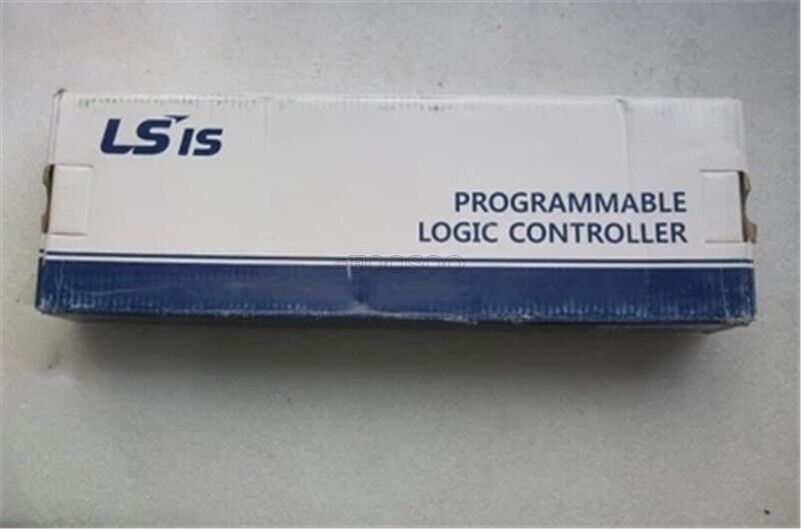 LS IS
PROGRAMMABLE
LOGIC CONTROLLER